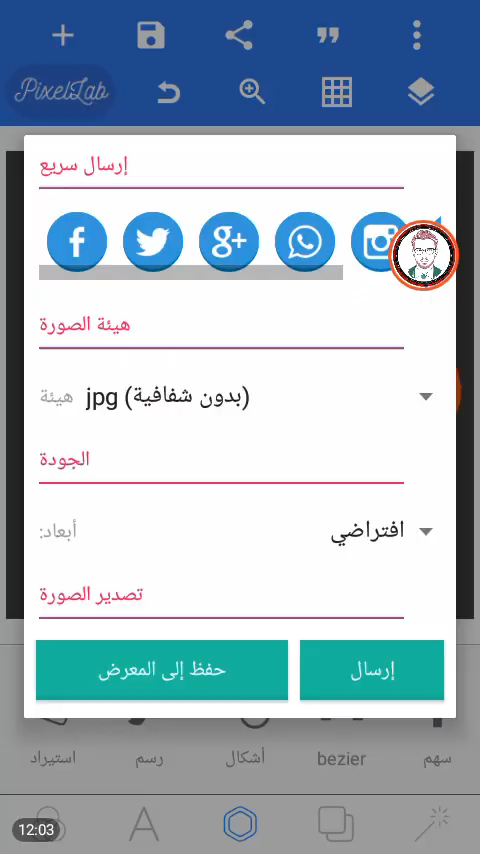 PixelLab
إرسال سريع
هيئة الصورة
هيئة jpg (بدون شفافية)
الجودة
أبعاد: افتراضي
تصدير الصورة
حفظ إلى المعرض
إرسال
استيراد
رسم
أشكال
bezier
سهم
12:03